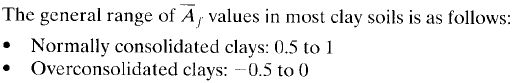 The general range of A̅f values in most clay soils is as follows:
• Normally consolidated clays: 0.5 to 1
• Overconsolidated clays: −0.5 to 0